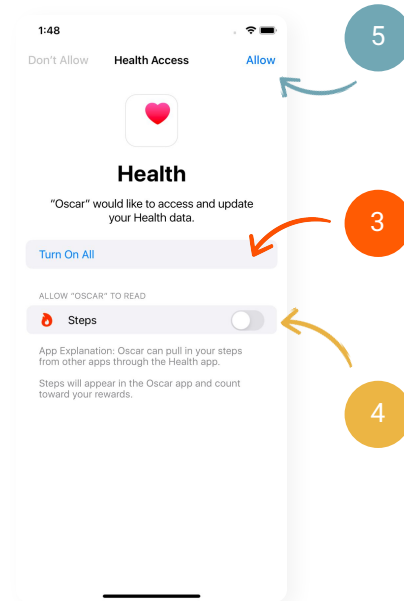 1:48
5
Don't Allow Health Access Allow
Health
"Oscar" would like to access and update
your Health data.
3
Turn On All
ALLOW "OSCAR" TO READ
Steps
App Explanation: Oscar can pull in your steps
from other apps through the Health app.
Steps will appear in the Oscar app and count
toward your rewards.
4